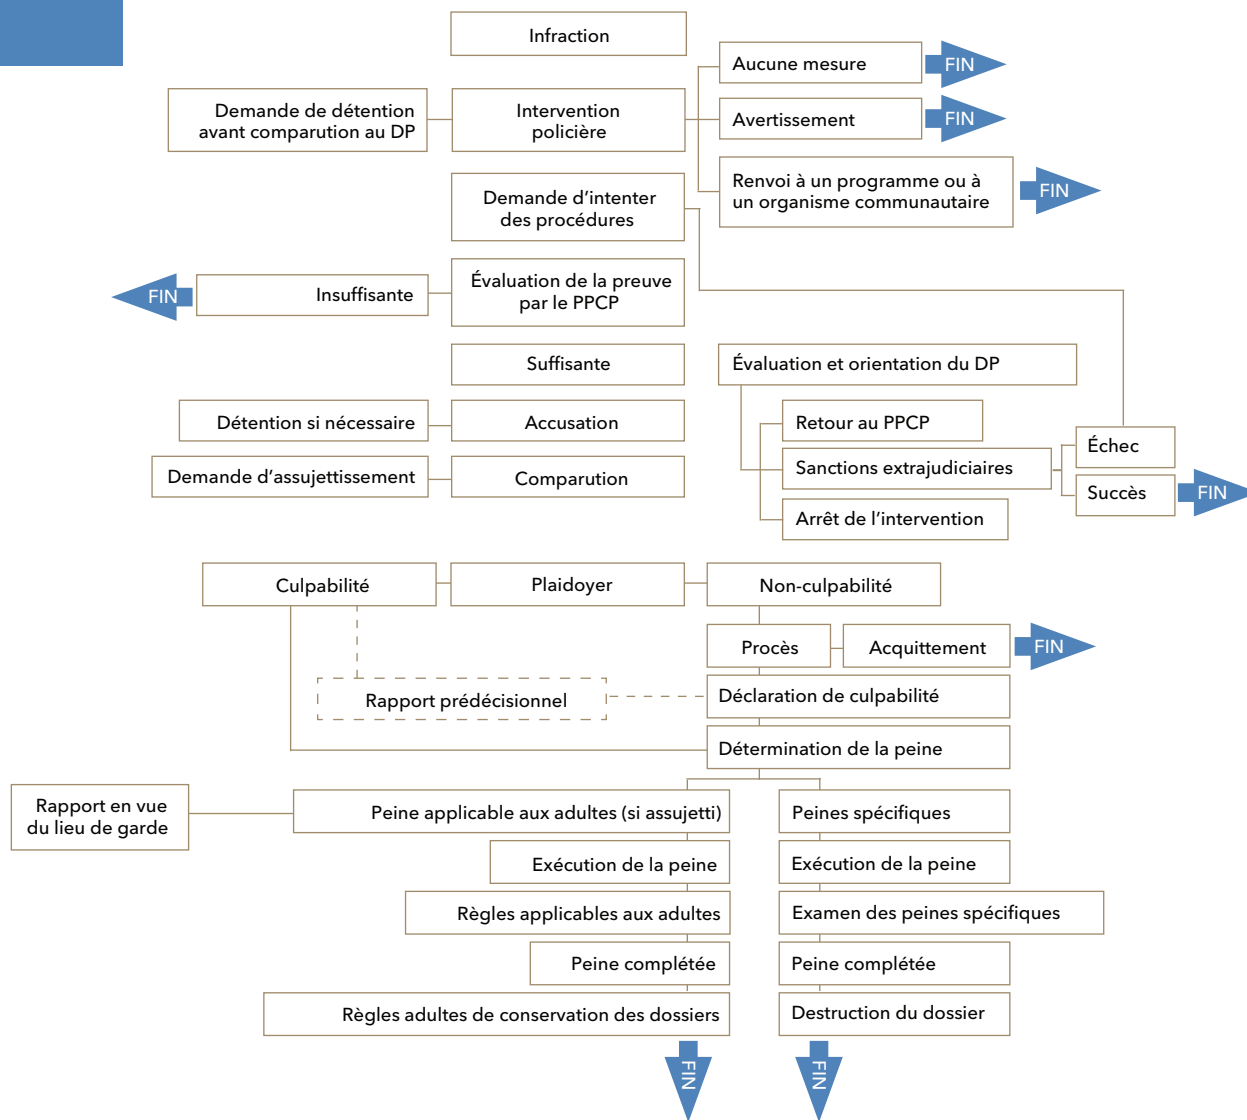 Infraction
Aucune mesure
FIN
Demande de détention
avant comparution au DP
Intervention
policière
Avertissement
FIN
Renvoi à un programme ou à
un organisme communautaire
FIN
Demande d’intenter
des procédures
FIN
Insuffisante
Évaluation de la preuve
par le PPCP
Suffisante
Évaluation et orientation du DP
Détention si nécessaire
Accusation
Retour au PPCP
Échec
Demande d’assujettissement
Comparution
Sanctions extrajudiciaires
Succès
FIN
Arrêt de l’intervention
Culpabilité
Plaidoyer
Non-culpabilité
Procès
Acquittement
FIN
Rapport prédécisionnel
Déclaration de culpabilité
Détermination de la peine
Rapport en vue
du lieu de garde
Peine applicable aux adultes (si assujetti)
Peines spécifiques
Exécution de la peine
Exécution de la peine
Règles applicables aux adultes
Examen des peines spécifiques
Peine complétée
Peine complétée
Règles adultes de conservation des dossiers
Destruction du dossier
FIN
FIN